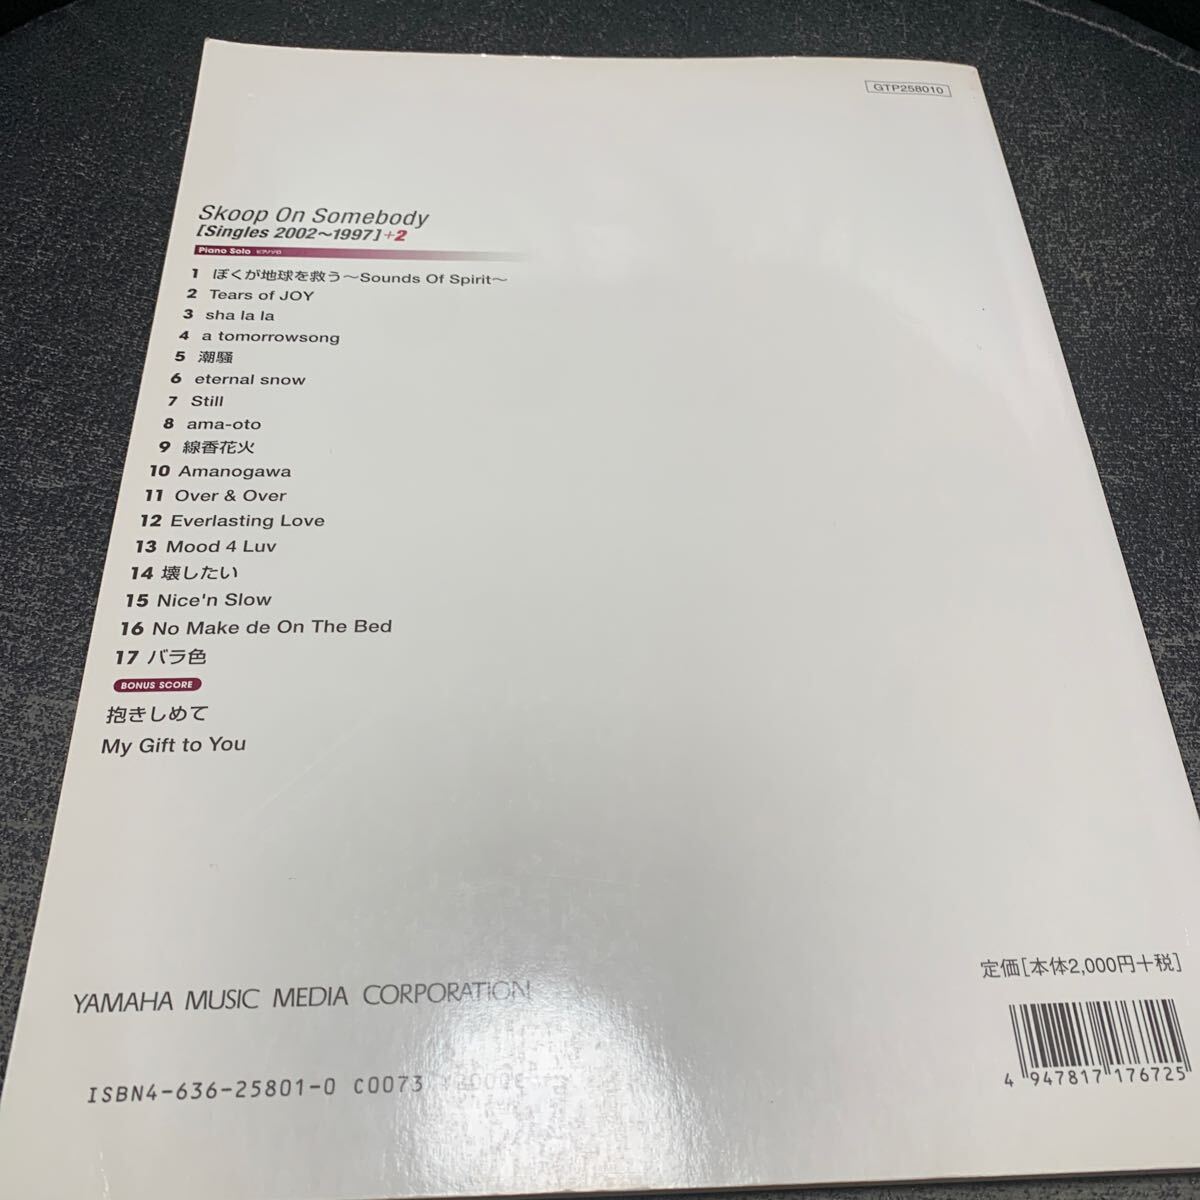 GTP258010
Skoop On Somebody
[Singles 2002〜1997]+2
Piano Solo ピアノソロ
1 ぼくが地球を救う〜Sounds Of Spirit〜
2 Tears of JOY
3 sha la la
4 a tomorrowsong
5 潮騒
6 eternal snow
7 Still
8 ama-oto
9 線香花火
10 Amanogawa
11 Over & Over
12 Everlasting Love
13 Mood 4 Luv
14 壊したい
15 Nice'n Slow
16 No Make de On The Bed
17 バラ色
BONUS SCORE
抱きしめて
My Gift to You
定価[本体2,000円+税]
YAMAHA MUSIC MEDIA CORPORATION
ISBN4-636-25801-0 C0073
4 947817 176725